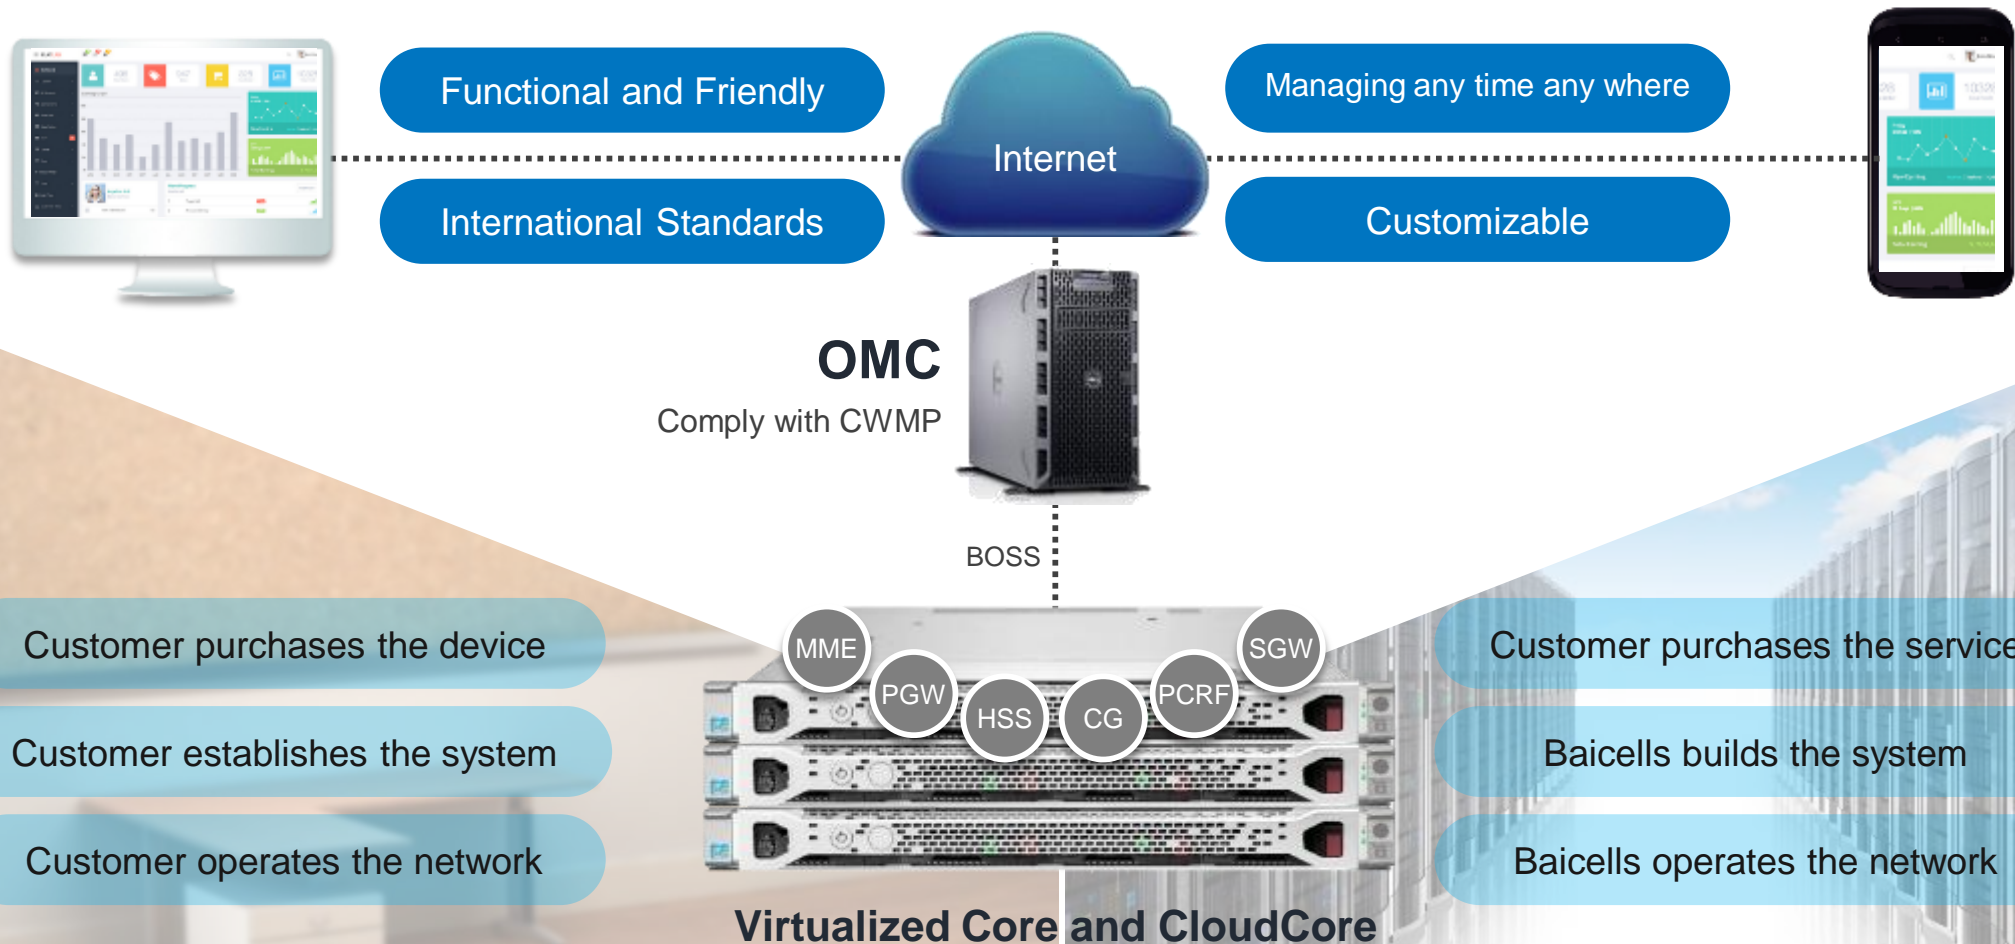 Functional and Friendly
Managing any time any where
Internet
International Standards
Customizable
OMC
Comply with CWMP
BOSS
MME
SGW
PGW
PCRF
HSS
CG
Customer purchases the device
Customer purchases the service
Customer establishes the system
Baicells builds the system
Customer operates the network
Baicells operates the network
Virtualized Core and CloudCore